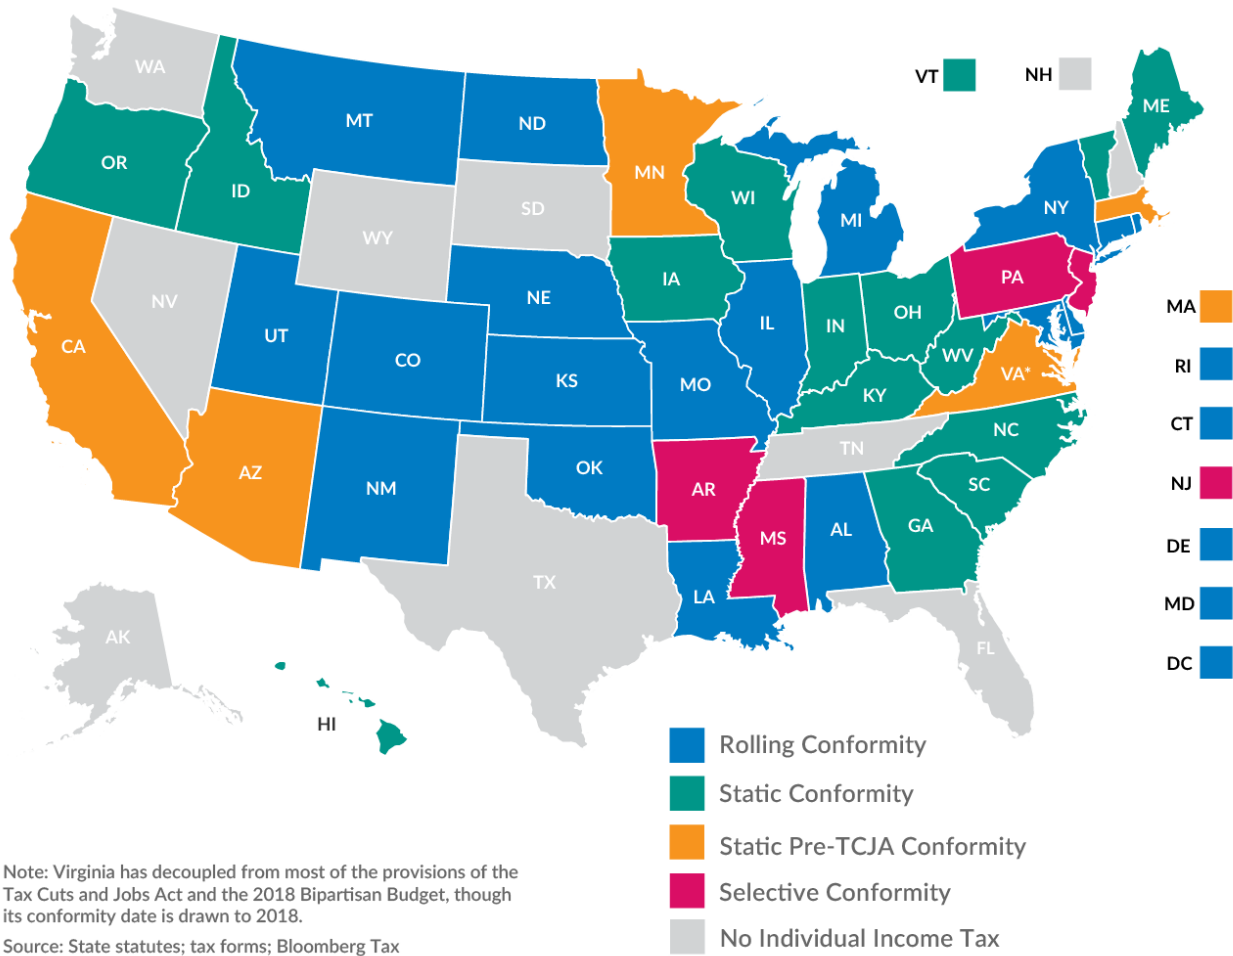 WA
VT
NH
ME
MT
ND
OR
MN
ID
WI
SD
NY
MI
WY
PA
IA
NV
NE
MA
OH
IL
IN
UT
CA
CO
WV
RI
KS
MO
VA*
KY
CT
NC
TN
AZ
OK
NM
AR
SC
NJ
GA
AL
MS
DE
TX
LA
MD
AK
FL
DC
HI
Rolling Conformity
Static Conformity
Static Pre-TCJA Conformity
Selective Conformity
No Individual Income Tax
Note: Virginia has decoupled from most of the provisions of the
Tax Cuts and Jobs Act and the 2018 Bipartisan Budget, though
its conformity date is drawn to 2018.
Source: State statutes; tax forms; Bloomberg Tax